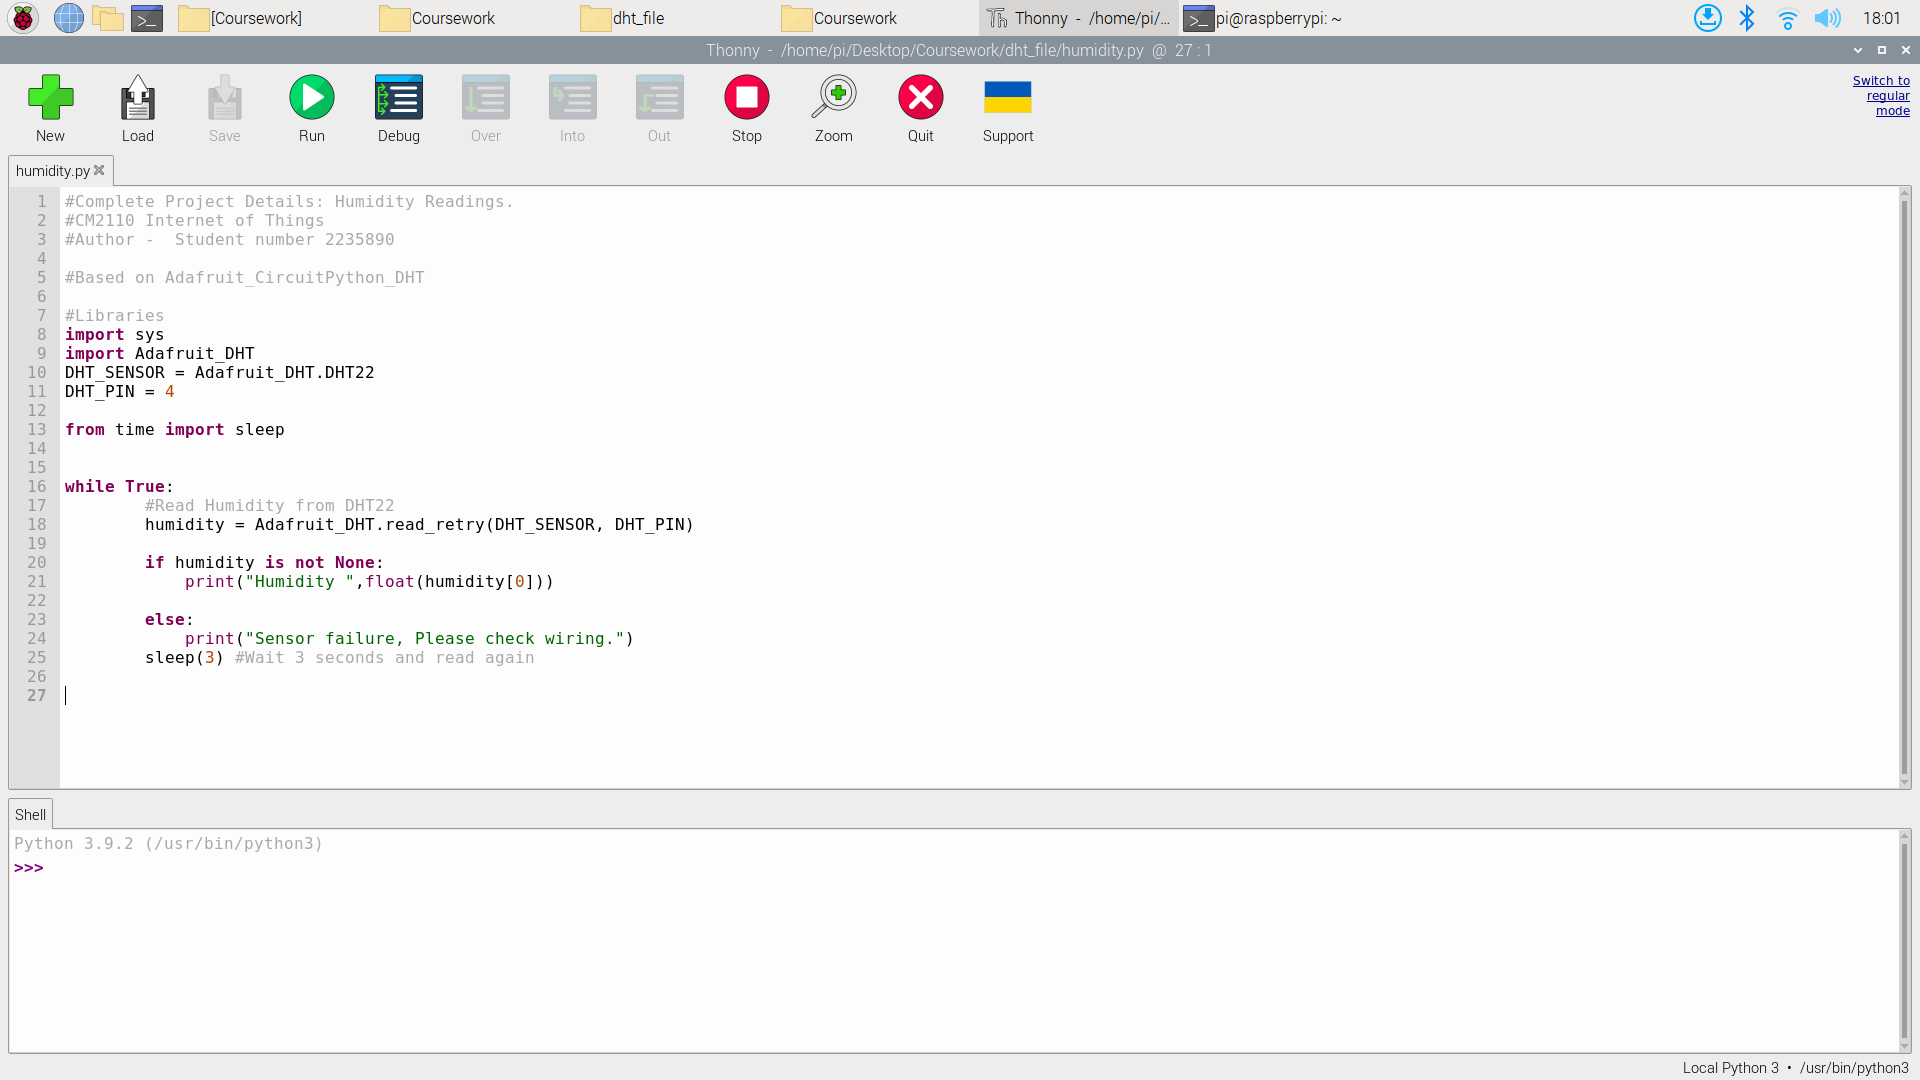 [Coursework] Coursework dht_file Coursework Thonny - /home/pi/... pi@raspberrypi: ~ 18:01
Thonny - /home/pi/Desktop/Coursework/dht_file/humidity.py @ 27 : 1
New Load Save Run Debug Over Into Out Stop Zoom Quit Support
Switch to
regular
mode
humidity.py
1 #Complete Project Details: Humidity Readings.
2 #CM2110 Internet of Things
3 #Author -  Student number 2235890
4
5 #Based on Adafruit_CircuitPython_DHT
6
7 #Libraries
8 import sys
9 import Adafruit_DHT
10 DHT_SENSOR = Adafruit_DHT.DHT22
11 DHT_PIN = 4
12
13 from time import sleep
14
15
16 while True:
17         #Read Humidity from DHT22
18         humidity = Adafruit_DHT.read_retry(DHT_SENSOR, DHT_PIN)
19
20         if humidity is not None:
21             print("Humidity ",float(humidity[0]))
22
23         else:
24             print("Sensor failure, Please check wiring.")
25         sleep(3) #Wait 3 seconds and read again
26
27
Shell
Python 3.9.2 (/usr/bin/python3)
>>>
Local Python 3 • /usr/bin/python3